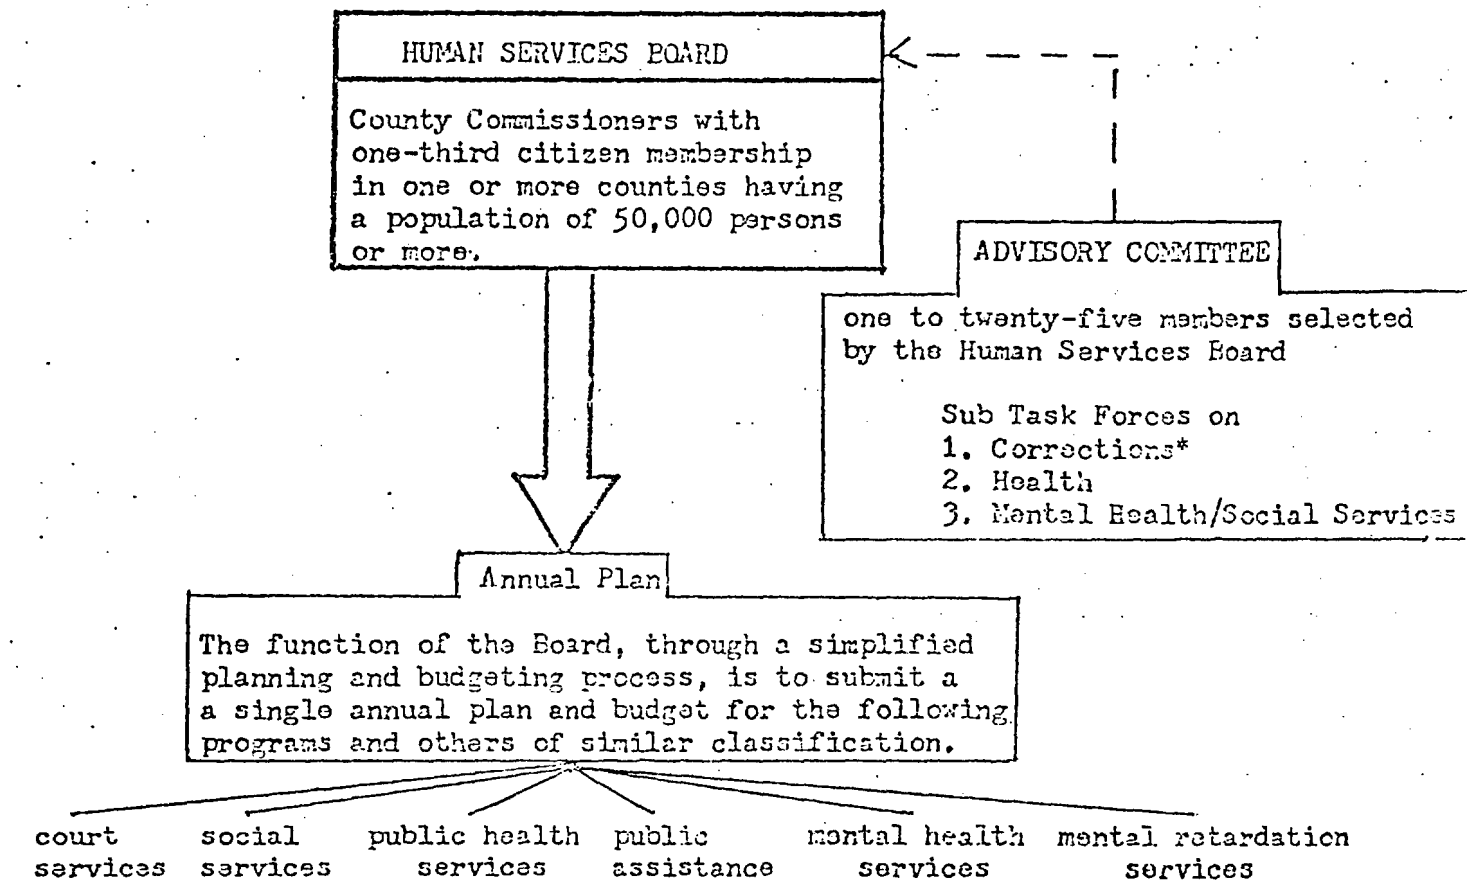 HUMAN SERVICES BOARD
County Commissioners with
one-third citizen membership
in one or more counties having
a population of 50,000 persons
or more.
ADVISORY COMMITTEE
one to twenty-five members selected
by the Human Services Board
Sub Task Forces on
1. Corrections*
2. Health
3. Mental Health/Social Services
Annual Plan
The function of the Board, through a simplified
planning and budgeting process, is to submit a
a single annual plan and budget for the following
programs and others of similar classification.
court services
social services
public health services
public assistance
mental health services
mental retardation services